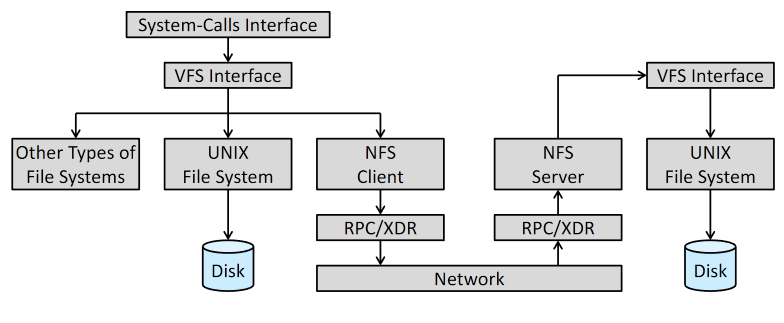 System-Calls Interface
VFS Interface
VFS Interface
Other Types of
File Systems
UNIX
File System
NFS
Client
NFS
Server
UNIX
File System
RPC/XDR
RPC/XDR
Disk
Network
Disk